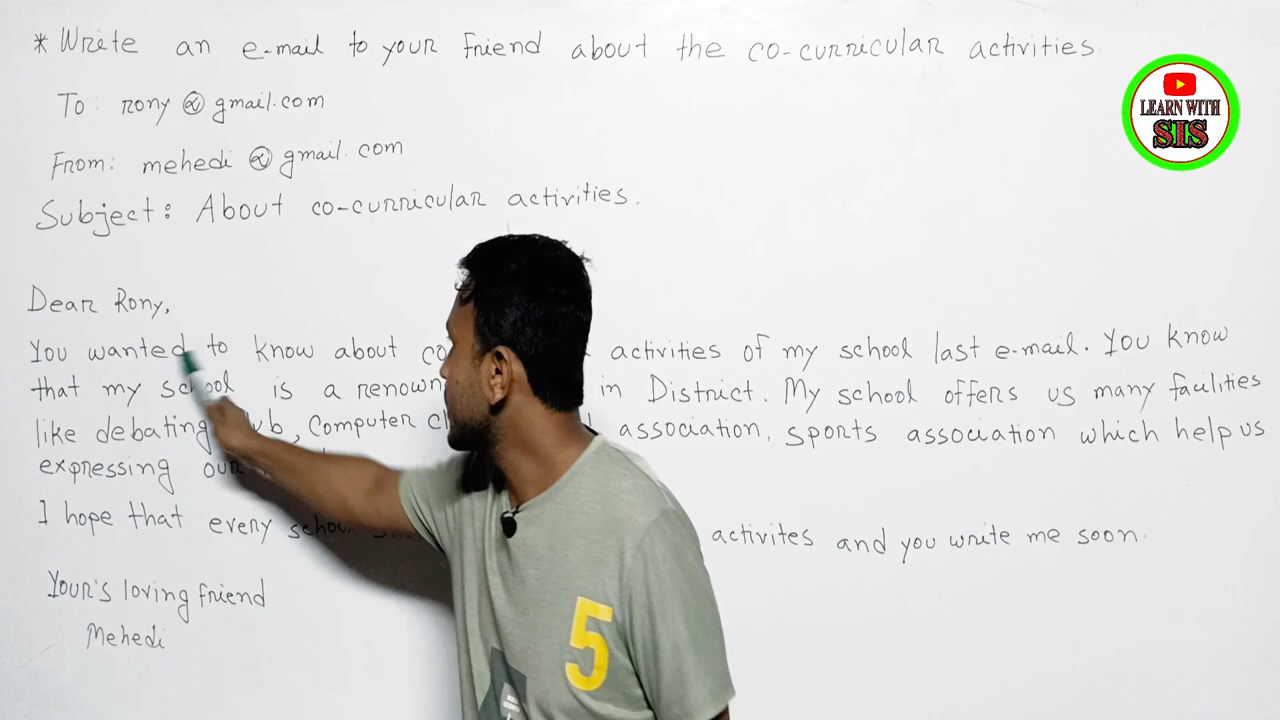 * Write an e-mail to your friend about the co-curricular activities
LEARN WITH
SIS
To: rony @ gmail.com
From: mehedi @ gmail.com
Subject: About co-curricular activities.
Dear Rony,
You wanted to know about activities of my school last e-mail. You know
that my school is a in District. My school offers us many facilities
like debating Computer association, sports association which help us
expressing our
I hope that every activites and you write me soon.
Your's loving friend
Mehedi
5